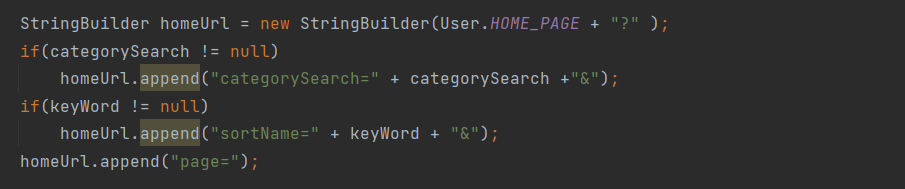 StringBuilder homeUrl = new StringBuilder(User.HOME_PAGE + "?" );
if(categorySearch != null)
    homeUrl.append("categorySearch=" + categorySearch +"&");
if(keyWord != null)
    homeUrl.append("sortName=" + keyWord + "&");
homeUrl.append("page=");